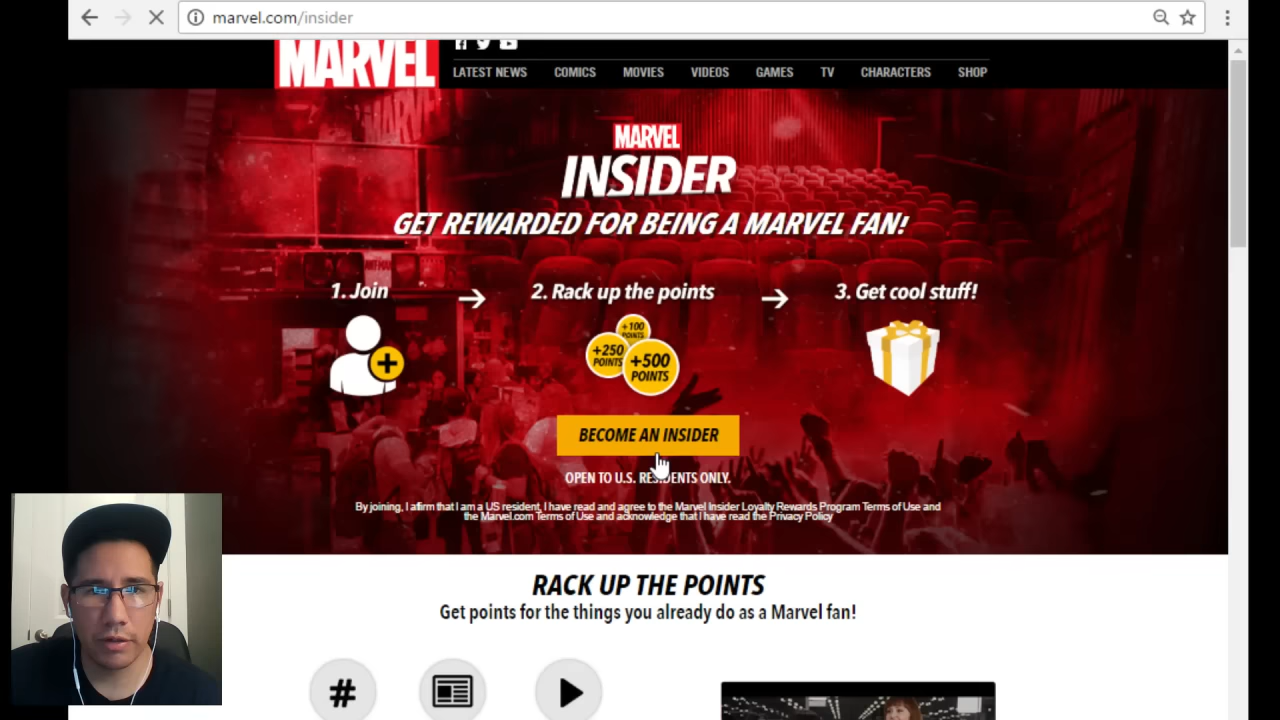 marvel.com/insider
MARVEL
LATEST NEWS COMICS MOVIES VIDEOS GAMES TV CHARACTERS SHOP
MARVEL
INSIDER
GET REWARDED FOR BEING A MARVEL FAN!
1. Join 2. Rack up the points 3. Get cool stuff!
+100 POINTS
+250 POINTS
+500 POINTS
BECOME AN INSIDER
OPEN TO U.S. RESIDENTS ONLY.
By joining, I affirm that I am a US resident, I have read and agree to the Marvel Insider Loyalty Rewards Program Terms of Use and
the Marvel.com Terms of Use and acknowledge that I have read the Privacy Policy
RACK UP THE POINTS
Get points for the things you already do as a Marvel fan!
#